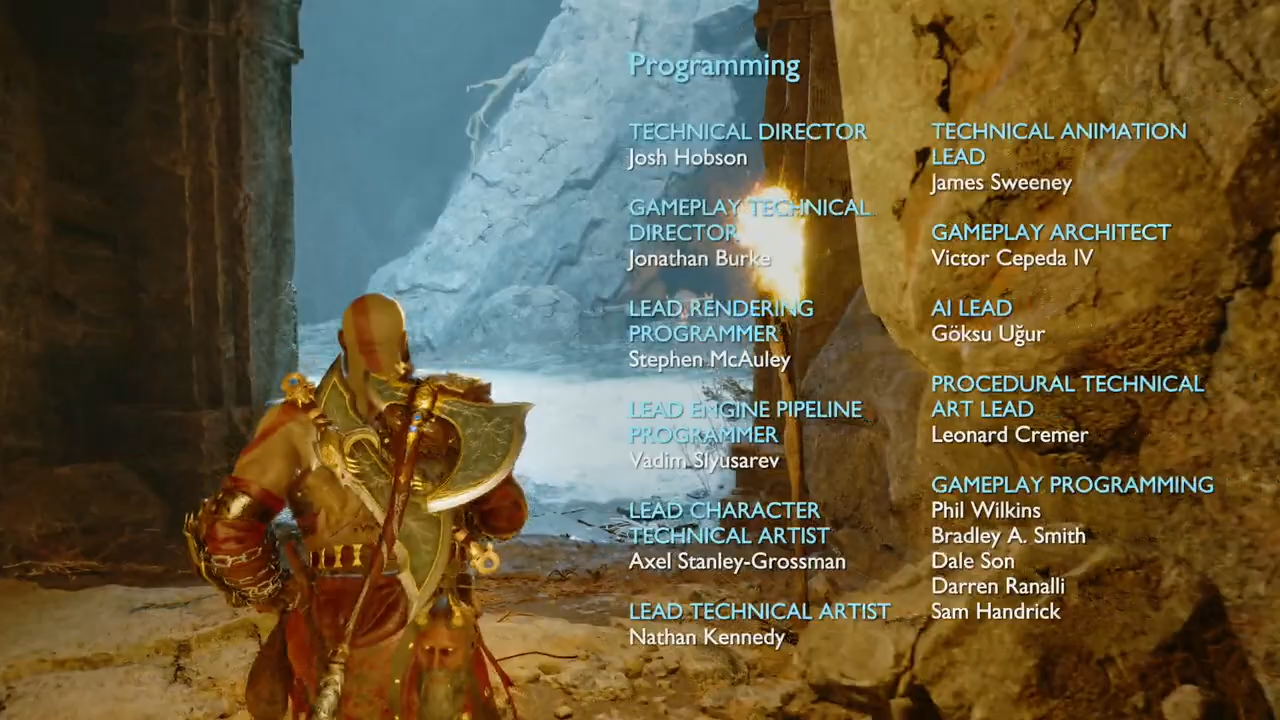 Programming
TECHNICAL DIRECTOR
Josh Hobson
GAMEPLAY TECHNICAL
DIRECTOR
Jonathan Burke
LEAD RENDERING
PROGRAMMER
Stephen McAuley
LEAD ENGINE PIPELINE
PROGRAMMER
Vadim Slyusarev
LEAD CHARACTER
TECHNICAL ARTIST
Axel Stanley-Grossman
LEAD TECHNICAL ARTIST
Nathan Kennedy
TECHNICAL ANIMATION
LEAD
James Sweeney
GAMEPLAY ARCHITECT
Victor Cepeda IV
AI LEAD
Göksu Uğur
PROCEDURAL TECHNICAL
ART LEAD
Leonard Cremer
GAMEPLAY PROGRAMMING
Phil Wilkins
Bradley A. Smith
Dale Son
Darren Ranalli
Sam Handrick